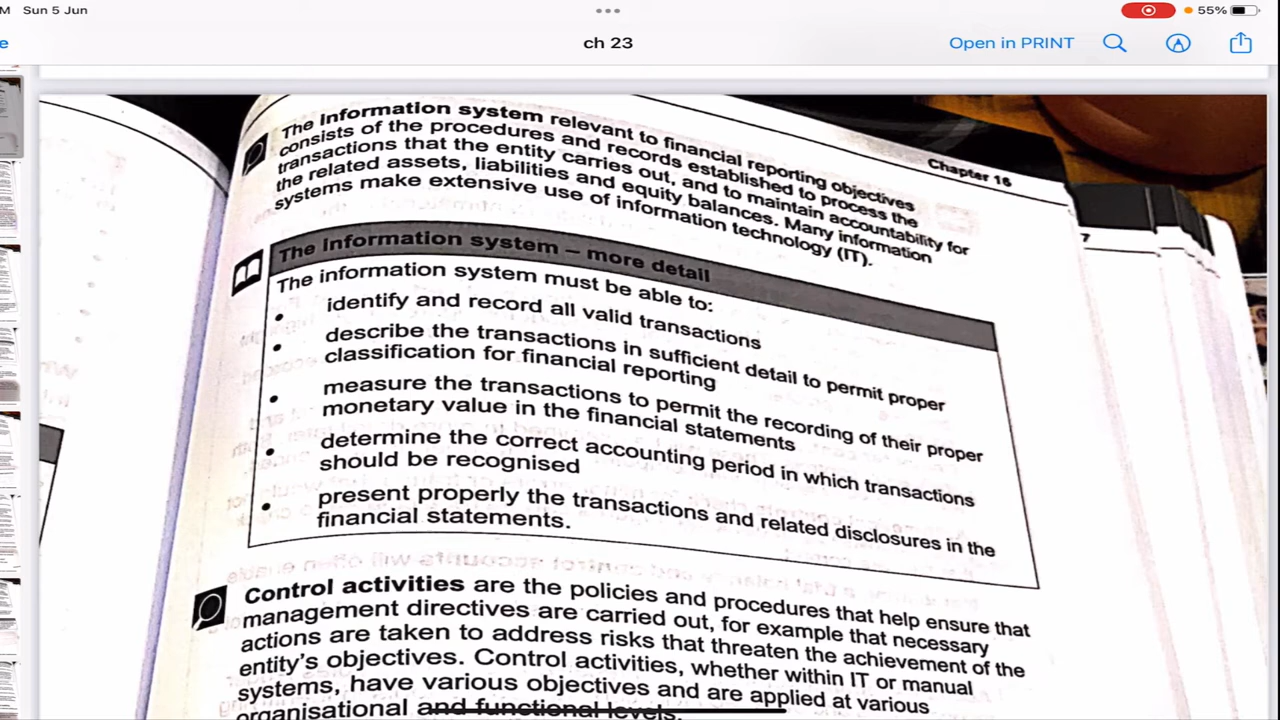 M Sun 5 Jun
55%
e
ch 23
Open in PRINT
Chapter 16
7
The information system relevant to financial reporting objectives
consists of the procedures and records established to process the
transactions that the entity carries out, and to maintain accountability for
the related assets, liabilities and equity balances. Many information
systems make extensive use of information technology (IT).
The information system – more detail
The information system must be able to:
• identify and record all valid transactions
• describe the transactions in sufficient detail to permit proper
classification for financial reporting
• measure the transactions to permit the recording of their proper
monetary value in the financial statements
• determine the correct accounting period in which transactions
should be recognised
• present properly the transactions and related disclosures in the
financial statements.
Control activities are the policies and procedures that help ensure that
management directives are carried out, for example that necessary
actions are taken to address risks that threaten the achievement of the
entity's objectives. Control activities, whether within IT or manual
systems, have various objectives and are applied at various
organisational and functional levels.